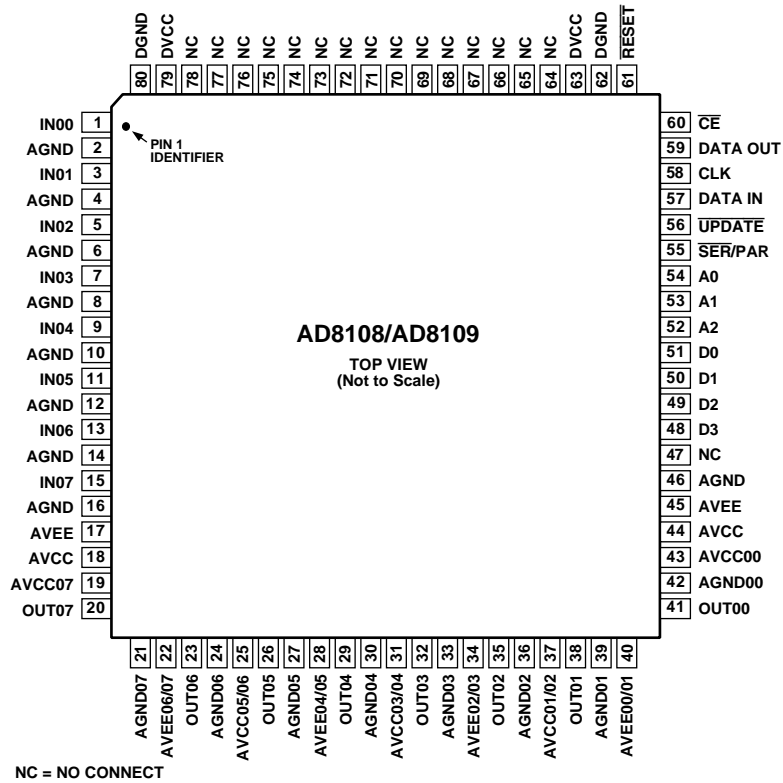 DGND DVCC NC NC NC NC NC NC NC NC NC NC NC NC NC NC NC DVCC DGND RESET
80 79 78 77 76 75 74 73 72 71 70 69 68 67 66 65 64 63 62 61
IN00 1
AGND 2
IN01 3
AGND 4
IN02 5
AGND 6
IN03 7
AGND 8
IN04 9
AGND 10
IN05 11
AGND 12
IN06 13
AGND 14
IN07 15
AGND 16
AVEE 17
AVCC 18
AVCC07 19
OUT07 20
PIN 1
IDENTIFIER
AD8108/AD8109
TOP VIEW
(Not to Scale)
60 CE
59 DATA OUT
58 CLK
57 DATA IN
56 UPDATE
55 SER/PAR
54 A0
53 A1
52 A2
51 D0
50 D1
49 D2
48 D3
47 NC
46 AGND
45 AVEE
44 AVCC
43 AVCC00
42 AGND00
41 OUT00
21 22 23 24 25 26 27 28 29 30 31 32 33 34 35 36 37 38 39 40
AGND07 AVEE06/07 OUT06 AGND06 AVCC05/06 OUT05 AGND05 AVEE04/05 OUT04 AGND04 AVCC03/04 OUT03 AGND03 AVEE02/03 OUT02 AGND02 AVCC01/02 OUT01 AGND01 AVEE00/01
NC = NO CONNECT